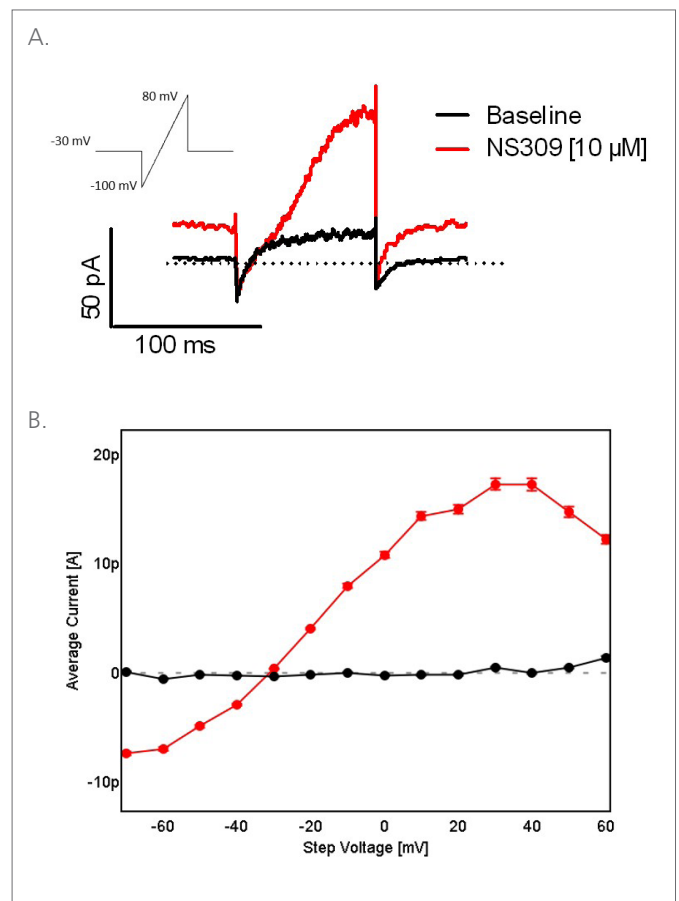 A.
80 mV
-30 mV
-100 mV
Baseline
NS309 [10 µM]
50 pA
100 ms
B.
20p
10p
0
-10p
Average Current [A]
-60 -40 -20 0 20 40 60
Step Voltage [mV]